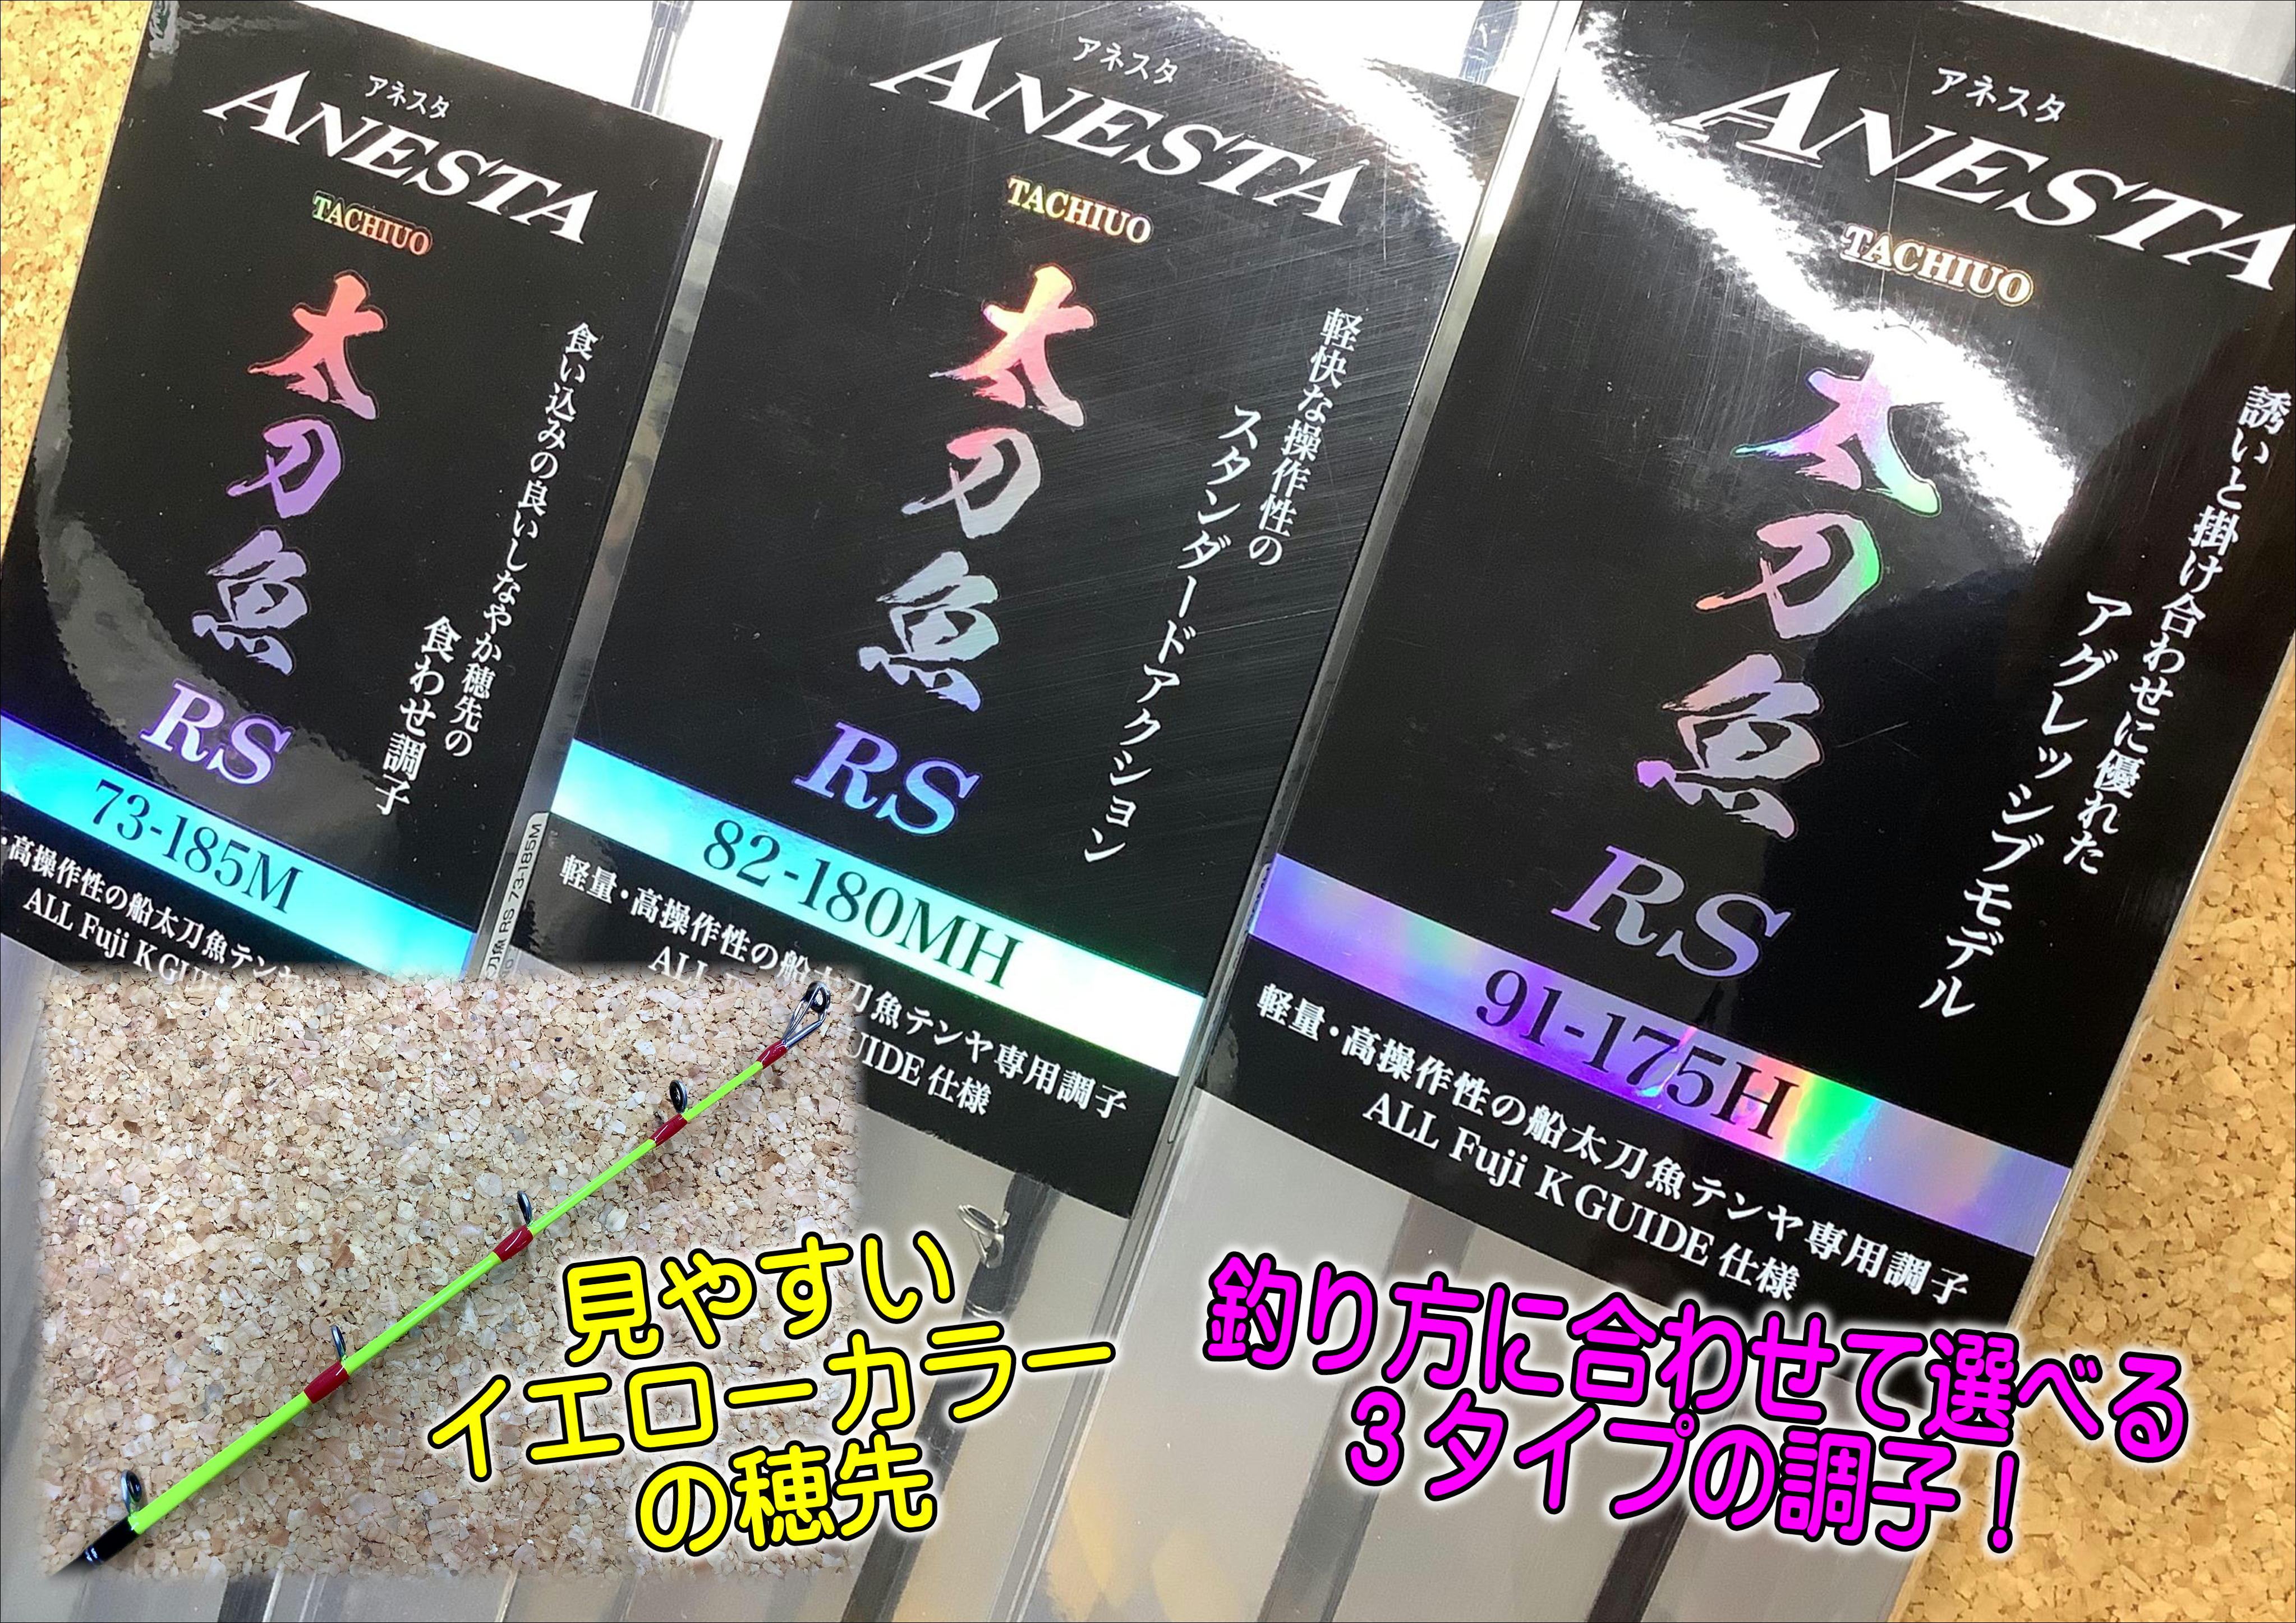 アネスタ
ANESTA
TACHIUO
太刀魚
RS
食い込みの良いしなやか穂先の
食わせ調子
73-185M
・高操作性の船太刀魚テンヤ
ALL Fuji K GUI
RS 73-185M
アネスタ
ANESTA
TACHIUO
太刀魚
RS
軽快な操作性の
スタンダードアクション
82-180MH
軽量・高操作性の船太刀魚テンヤ専用調子
ALL
UIDE 仕様
アネスタ
ANESTA
TACHIUO
太刀魚
RS
誘いと掛け合わせに優れた
アグレッシブモデル
91-175H
軽量・高操作性の船太刀魚テンヤ専用調子
ALL Fuji K GUIDE 仕様
見やすい
イエローカラー
の穂先
釣り方に合わせて選べる
3タイプの調子！